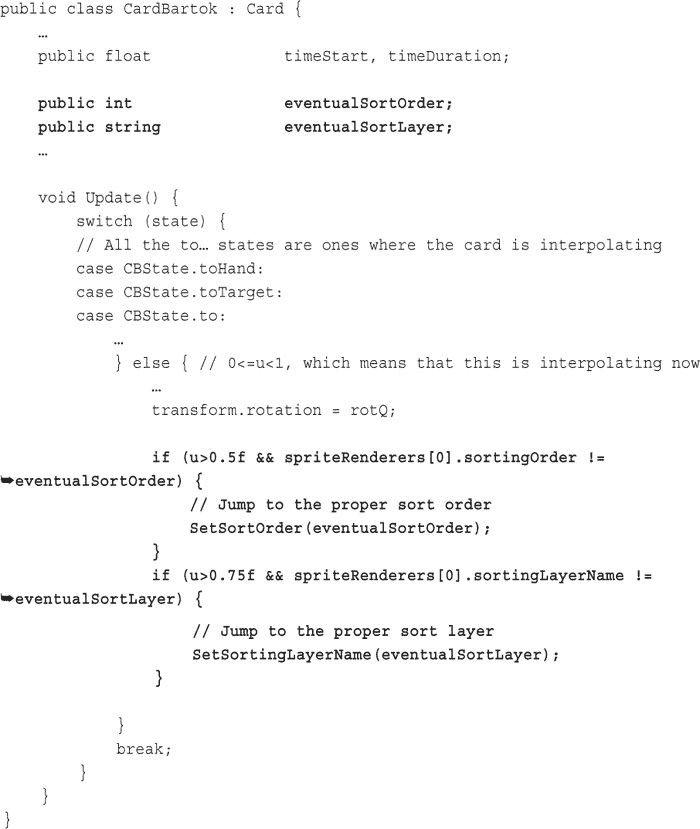 public class CardBartok : Card {
…
public float timeStart, timeDuration;
public int eventualSortOrder;
public string eventualSortLayer;
…
void Update() {
switch (state) {
// All the to… states are ones where the card is interpolating
case CBState.toHand:
case CBState.toTarget:
case CBState.to:
…
} else { // 0<=u<1, which means that this is interpolating now
…
transform.rotation = rotQ;
if (u>0.5f && spriteRenderers[0].sortingOrder !=
➥eventualSortOrder) {
// Jump to the proper sort order
SetSortOrder(eventualSortOrder);
}
if (u>0.75f && spriteRenderers[0].sortingLayerName !=
➥eventualSortLayer) {
// Jump to the proper sort layer
SetSortingLayerName(eventualSortLayer);
}
}
break;
}
}
}